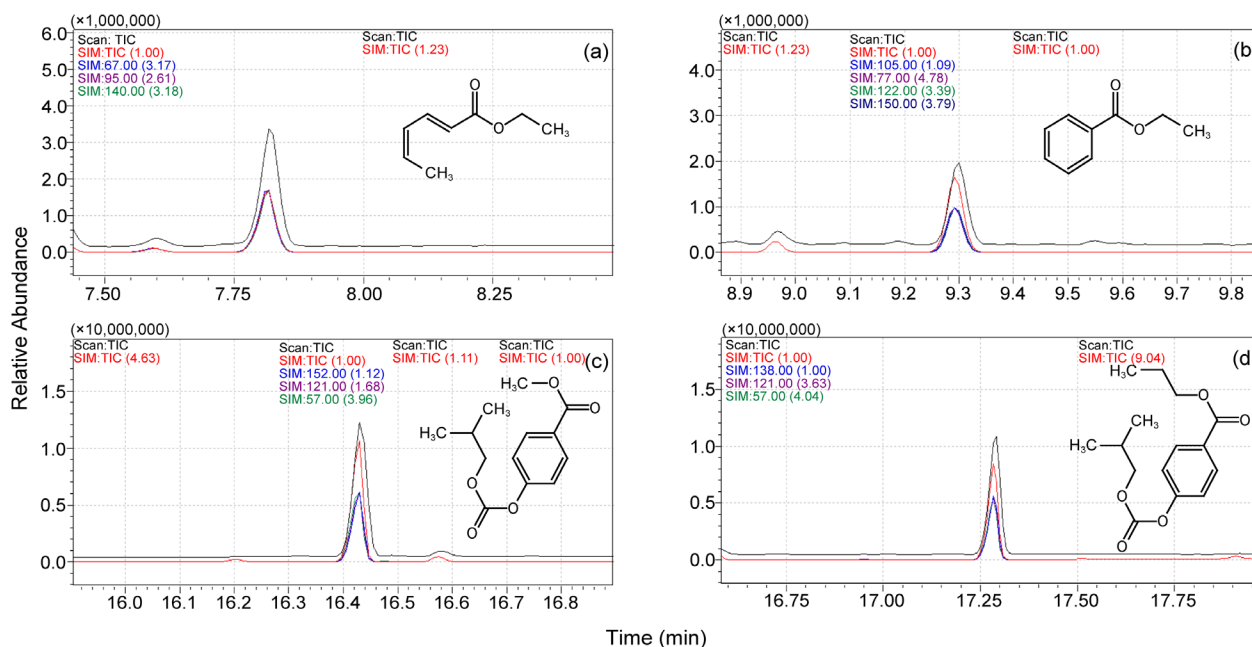 (×1,000,000)
6.0
5.0
4.0
3.0
2.0
1.0
0.0
Scan: TIC
SIM:TIC (1.00)
SIM:67.00 (3.17)
SIM:95.00 (2.61)
SIM:140.00 (3.18)
Scan:TIC
SIM:TIC (1.23)
(a)
O
O
CH₃
CH₃
7.50
7.75
8.00
8.25
(×1,000,000)
4.0
3.0
2.0
1.0
0.0
Scan:TIC
SIM:TIC (1.23)
Scan:TIC
SIM:TIC (1.00)
SIM:105.00 (1.09)
SIM:77.00 (4.78)
SIM:122.00 (3.39)
SIM:150.00 (3.79)
Scan:TIC
SIM:TIC (1.00)
(b)
O
O
CH₃
8.9
9.0
9.1
9.2
9.3
9.4
9.5
9.6
9.7
9.8
(×10,000,000)
1.5
1.0
0.5
0.0
Scan:TIC
SIM:TIC (4.63)
Scan:TIC
SIM:TIC (1.00)
SIM:152.00 (1.12)
SIM:121.00 (1.68)
SIM:57.00 (3.96)
Scan:TIC
SIM:TIC (1.11)
Scan:TIC
SIM:TIC (1.00)
(c)
H₃C
O
O
CH₃
H₃C
O
O
O
16.0
16.1
16.2
16.3
16.4
16.5
16.6
16.7
16.8
(×10,000,000)
1.5
1.0
0.5
0.0
Scan:TIC
SIM:TIC (1.00)
SIM:138.00 (1.00)
SIM:121.00 (3.63)
SIM:57.00 (4.04)
Scan:TIC
SIM:TIC (9.04)
(d)
CH₃
O
O
CH₃
H₃C
O
O
O
16.75
17.00
17.25
17.50
17.75
Relative Abundance
Time (min)